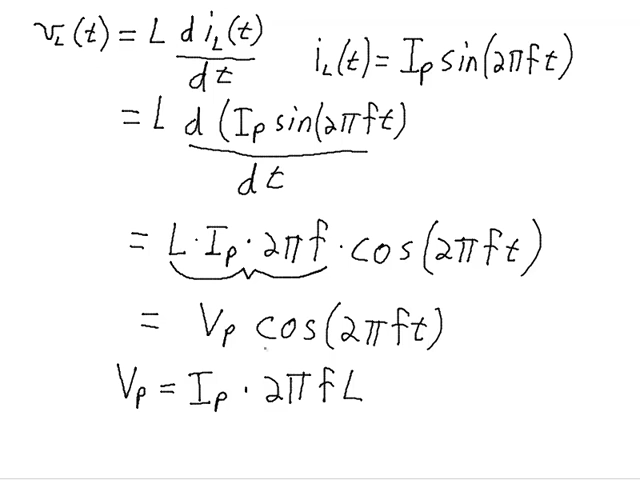 v_L(t) = L d i_L(t) / dt    i_L(t) = I_p sin(2πft)
= L d (I_p sin(2πft) / dt
= L · I_p · 2πf · cos(2πft)
= V_p cos(2πft)
V_p = I_p · 2πfL